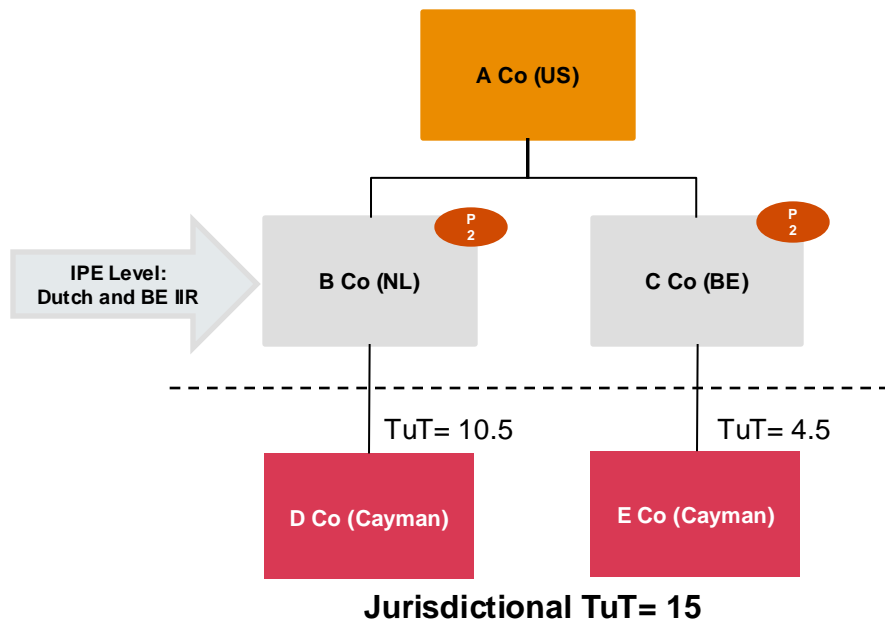 A Co (US)
P
2
P
2
IPE Level:
Dutch and BE IIR
B Co (NL)
C Co (BE)
TuT= 10.5
TuT= 4.5
D Co (Cayman)
E Co (Cayman)
Jurisdictional TuT= 15